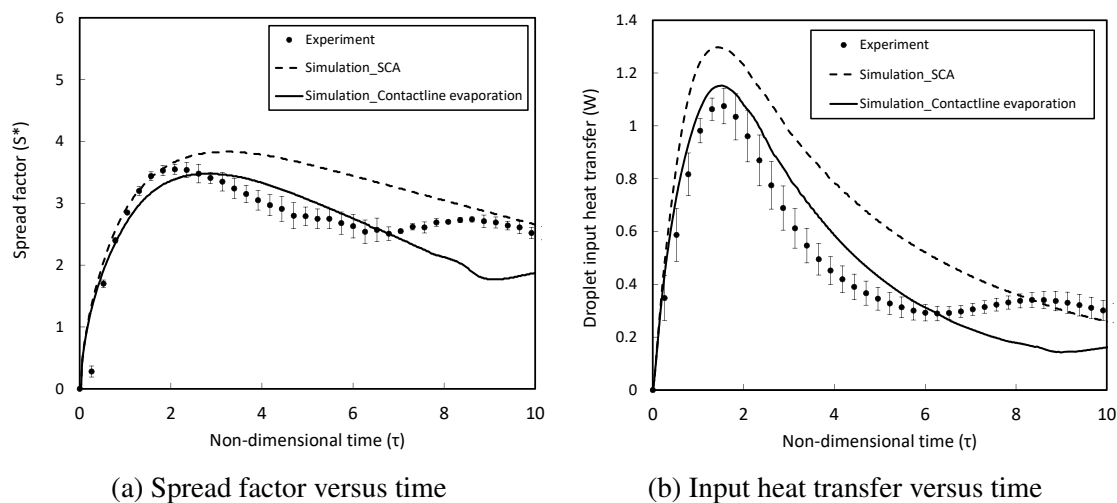 6
5
4
3
2
1
0
Spread factor (S*)
Experiment
Simulation_SCA
Simulation_Contactline evaporation
0 2 4 6 8 10
Non-dimensional time (τ)
(a) Spread factor versus time
1.4
1.2
1
0.8
0.6
0.4
0.2
0
Droplet input heat transfer (W)
Experiment
Simulation_SCA
Simulation_Contactline evaporation
0 2 4 6 8 10
Non-dimensional time (τ)
(b) Input heat transfer versus time